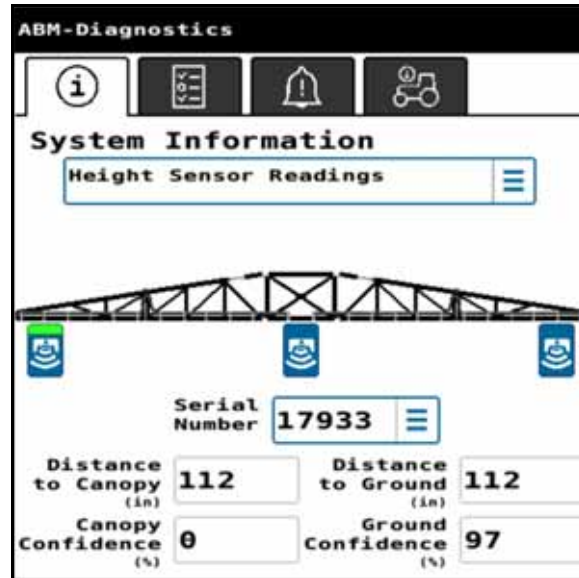 ABM-Diagnostics
System Information
Height Sensor Readings
Serial
Number
17933
Distance
to Canopy
(in)
112
Distance
to Ground
(in)
112
Canopy
Confidence
(%)
0
Ground
Confidence
(%)
97